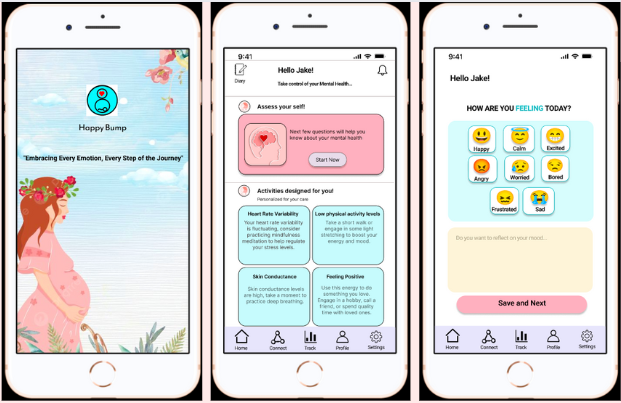 Happy Bump
"Embracing Every Emotion, Every Step of the Journey"
9:41
Diary
Hello Jake!
Take control of your Mental Health...
Assess your self!
Next few questions will help you
know about your mental health
Start Now
Activities designed for you!
Personalized for your care
Heart Rate Variability
Your heart rate variability
is fluctuating, consider
practicing mindfulness
meditation to help regulate
your stress levels.
Low physical activity levels
Take a short walk or
engage in some light
stretching to boost your
energy and mood.
Skin Conductance
Skin conductance levels
are high, take a moment to
practice deep breathing.
Feeling Positive
Use this energy to do
something you love.
Engage in a hobby, call a
friend, or spend quality
time with loved ones.
Home Connect Track Profile Settings
9:41
Hello Jake!
HOW ARE YOU FEELING TODAY?
Happy Calm Excited
Angry Worried Bored
Frustrated Sad
Do you want to reflect on your mood...
Save and Next
Home Connect Track Profile Settings